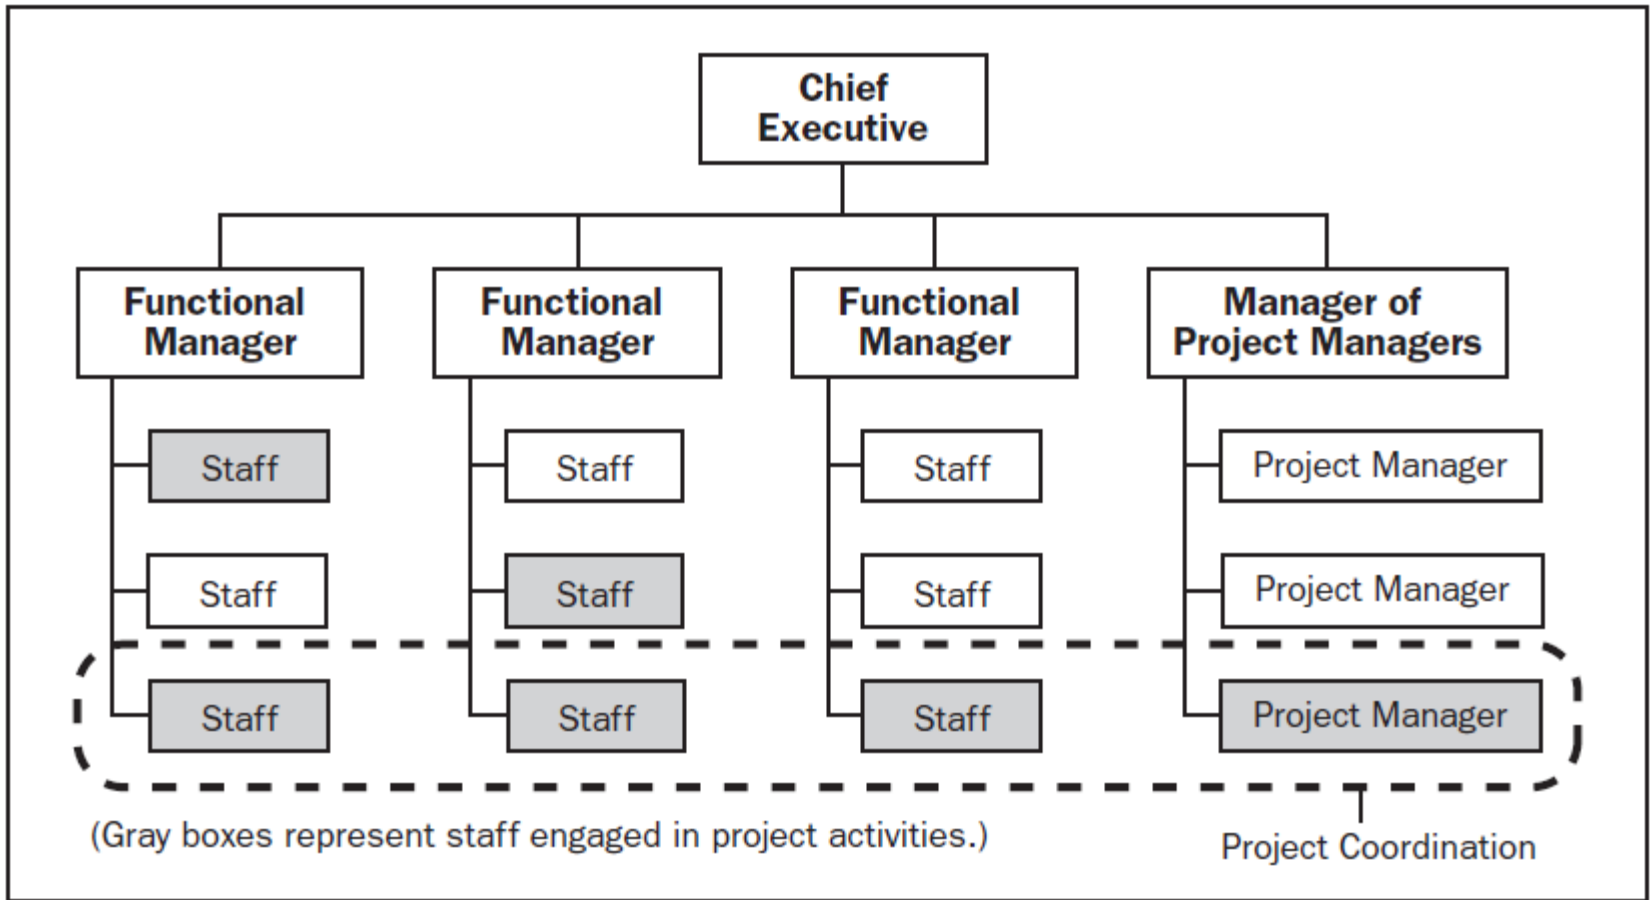 Chief
Executive
Functional
Manager
Functional
Manager
Functional
Manager
Manager of
Project Managers
Staff
Staff
Staff
Project Manager
Staff
Staff
Staff
Project Manager
Staff
Staff
Staff
Project Manager
(Gray boxes represent staff engaged in project activities.)
Project Coordination